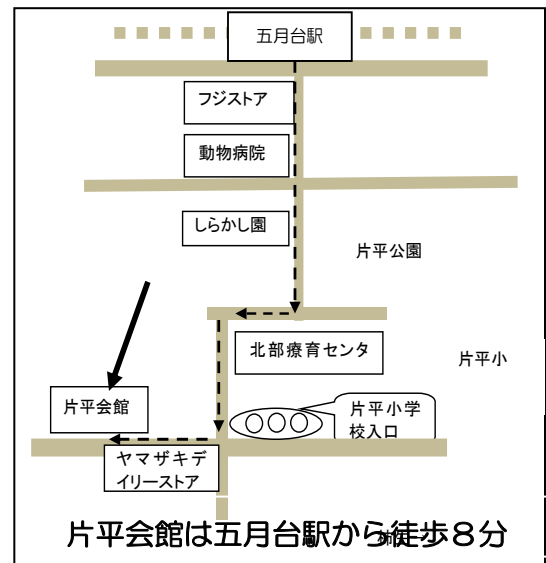 五月台駅
フジストア
動物病院
しらかし園
片平公園
北部療育センタ
片平小
片平会館
片平小学
校入口
ヤマザキデ
イリーストア
片平会館は五月台駅から徒歩８分